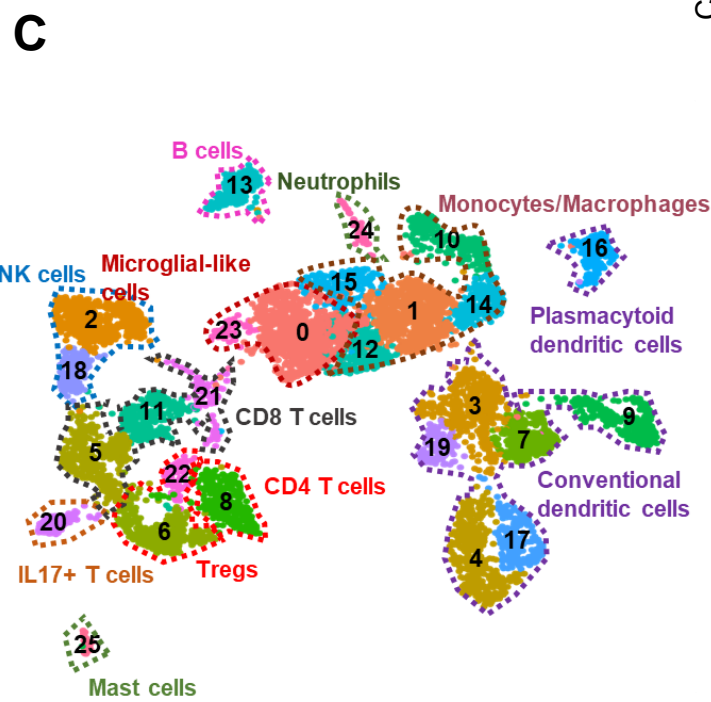 C
B cells
13
Neutrophils
24
Monocytes/Macrophages
10
16
NK cells
Microglial-like
cells
2
15
1
14
23
0
12
Plasmacytoid
dendritic cells
18
21
11
CD8 T cells
3
9
5
19
7
22
CD4 T cells
8
Conventional
dendritic cells
20
6
17
4
IL17+ T cells
Tregs
25
Mast cells